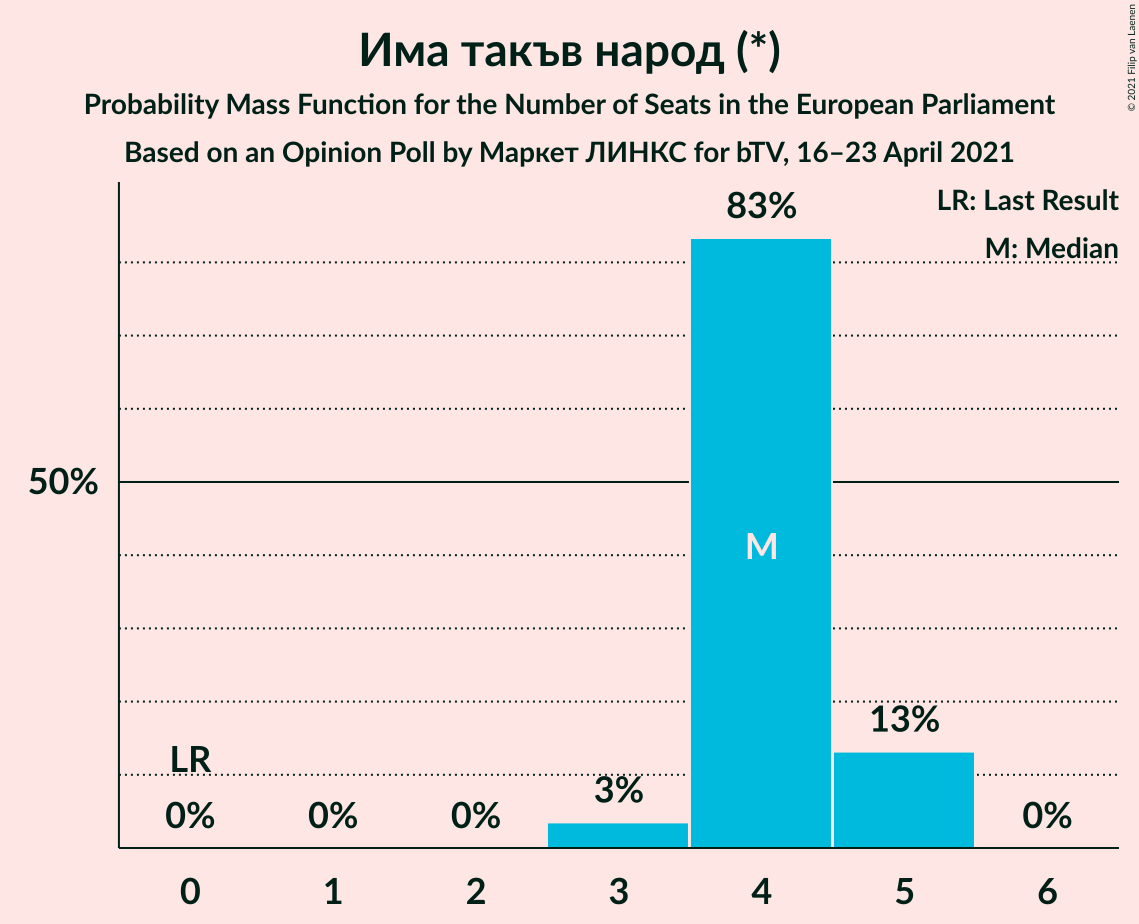 Има такъв народ (*)
Probability Mass Function for the Number of Seats in the European Parliament
Based on an Opinion Poll by Маркет ЛИНКС for bTV, 16–23 April 2021
© 2021 Filip van Laenen
LR: Last Result
M: Median
83%
50%
M
13%
LR
3%
0%
0%
0%
0%
0
1
2
3
4
5
6